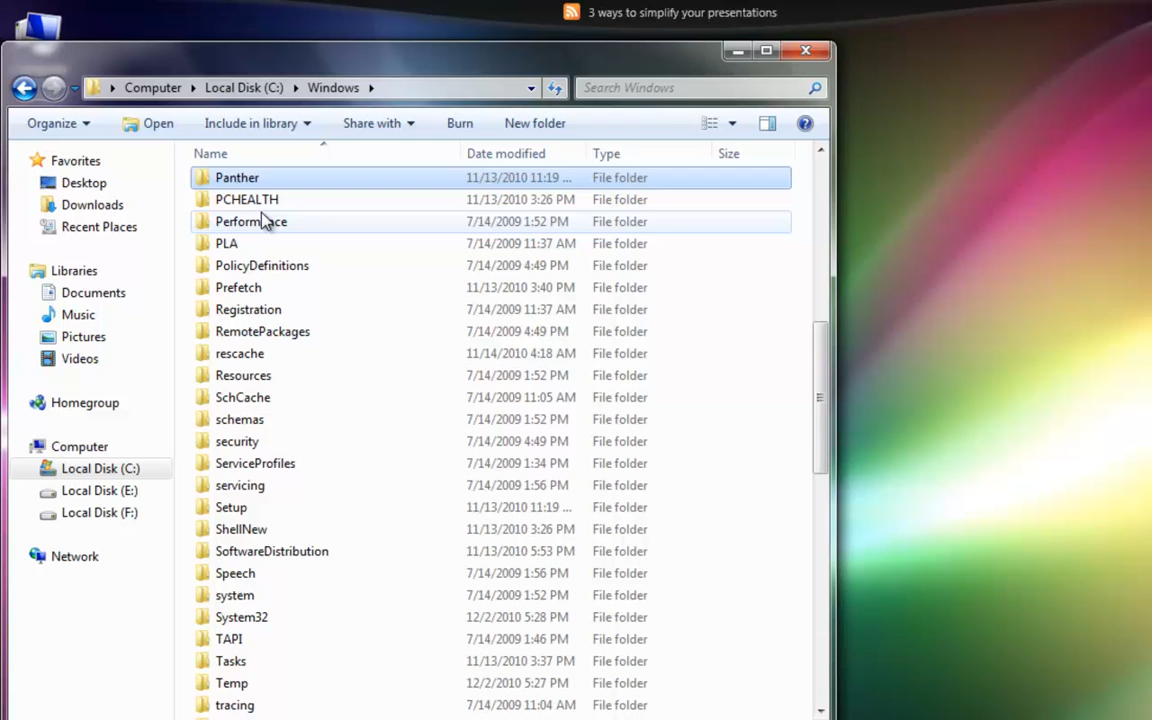 3 ways to simplify your presentations
Computer Local Disk (C:) Windows
Search Windows
Organize Open Include in library Share with Burn New folder
Name Date modified Type Size
Favorites
Desktop
Downloads
Recent Places
Libraries
Documents
Music
Pictures
Videos
Homegroup
Computer
Local Disk (C:)
Local Disk (E:)
Local Disk (F:)
Network
Panther 11/13/2010 11:19 ... File folder
PCHEALTH 11/13/2010 3:26 PM File folder
7/14/2009 1:52 PM File folder
PLA 7/14/2009 11:37 AM File folder
PolicyDefinitions 7/14/2009 4:49 PM File folder
Prefetch 11/13/2010 3:40 PM File folder
Registration 7/14/2009 11:37 AM File folder
RemotePackages 7/14/2009 4:49 PM File folder
rescache 11/14/2010 4:18 AM File folder
Resources 7/14/2009 1:52 PM File folder
SchCache 7/14/2009 11:05 AM File folder
schemas 7/14/2009 1:52 PM File folder
security 7/14/2009 4:49 PM File folder
ServiceProfiles 7/14/2009 1:34 PM File folder
servicing 7/14/2009 1:56 PM File folder
Setup 11/13/2010 11:19 ... File folder
ShellNew 11/13/2010 3:26 PM File folder
SoftwareDistribution 11/13/2010 5:53 PM File folder
Speech 7/14/2009 1:56 PM File folder
system 7/14/2009 1:52 PM File folder
System32 12/2/2010 5:28 PM File folder
TAPI 7/14/2009 1:46 PM File folder
Tasks 11/13/2010 3:37 PM File folder
Temp 12/2/2010 5:27 PM File folder
tracing 7/14/2009 11:04 AM File folder